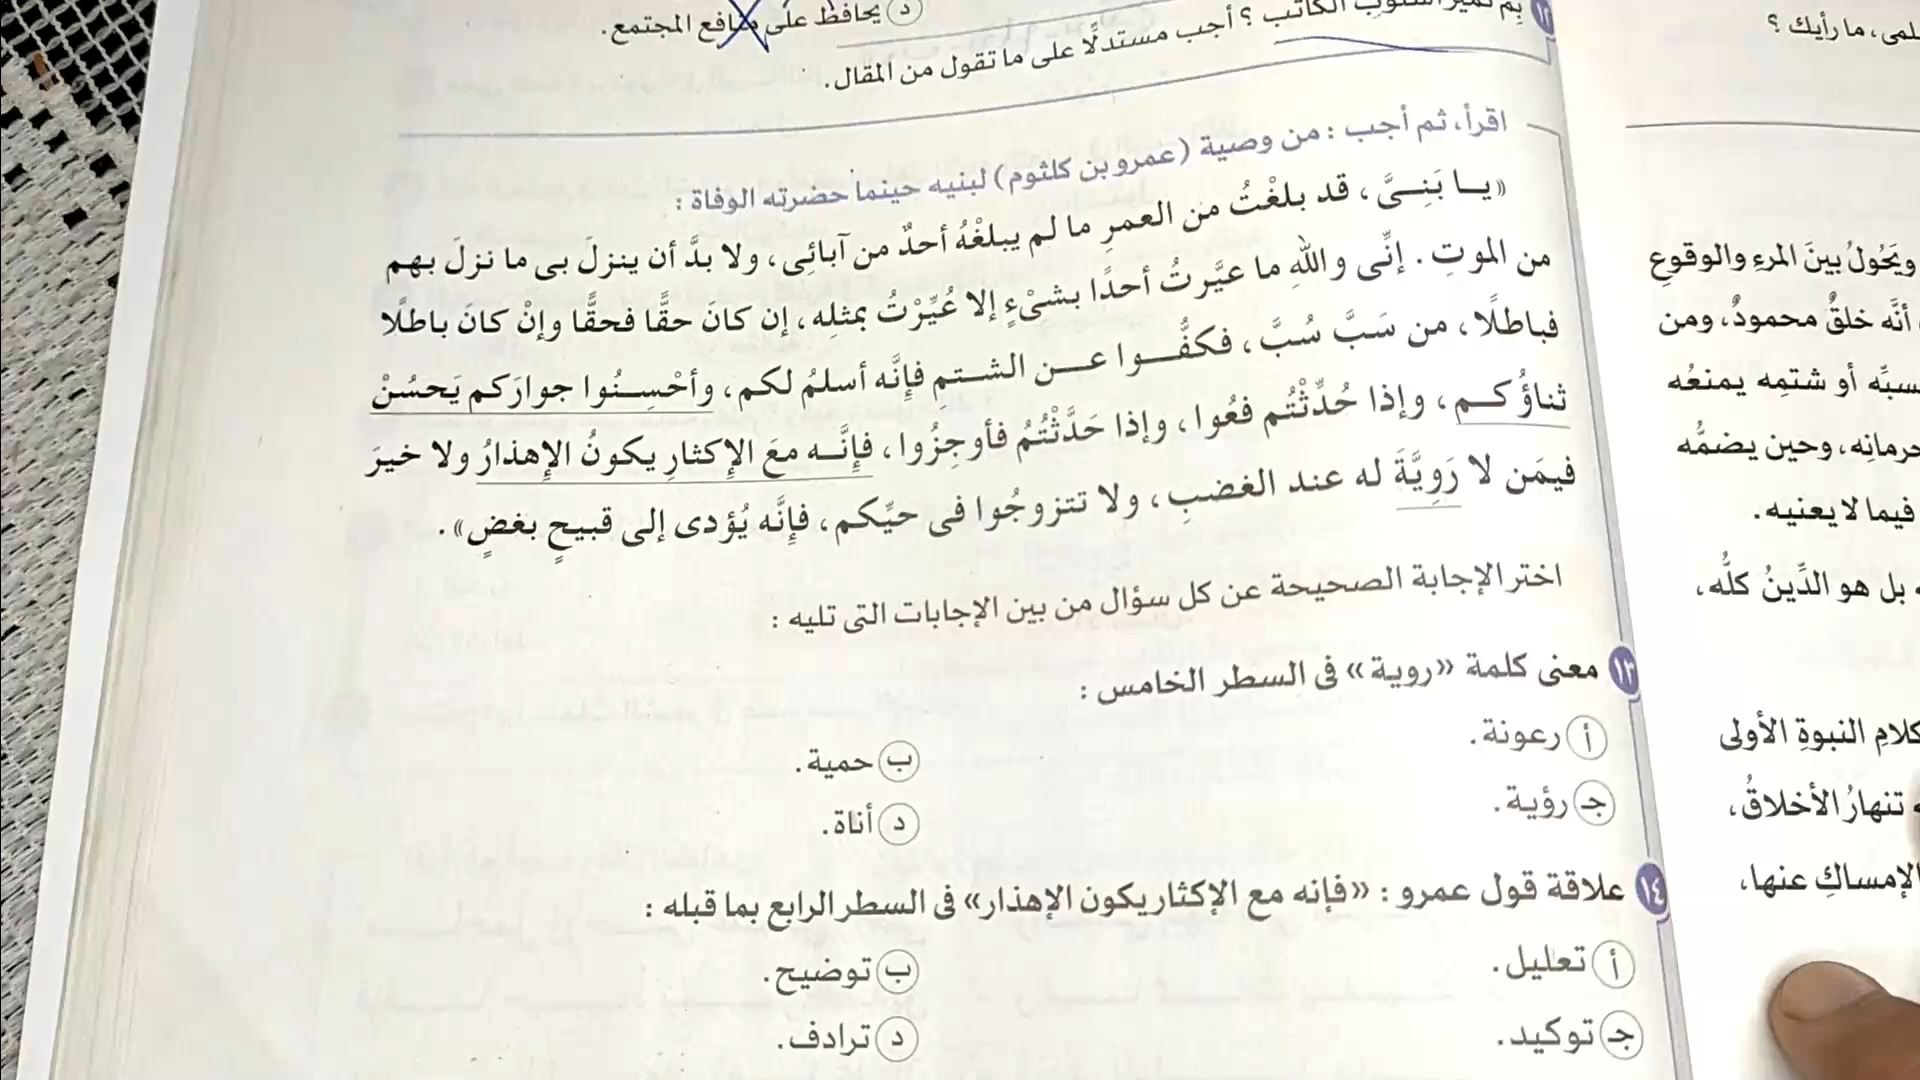 د يحافظ على منافع المجتمع.
؟ أجب مستدلًا على ما تقول من المقال.
اقرأ، ثم أجب : من وصية (عمرو بن كلثوم) لبنيه حينما حضرته الوفاة :
«يـا بَنِـىَّ، قد بلغْتُ من العمرِ ما لم يبلغْهُ أحدٌ من آبائِى، ولا بدَّ أن ينزلَ بى ما نزلَ بهم
من الموتِ. إنِّى واللهِ ما عيَّرتُ أحدًا بشىْءٍ إلا عُيِّرْتُ بمثلِه، إن كانَ حقًّا فحقًّا وإنْ كانَ باطلًا
فباطلًا، من سَبَّ سُبَّ، فكفُّـوا عـن الشـتمِ فإنَّه أسلمُ لكم، وأحْسِـنُوا جوارَكم يَحسُنْ
ثناؤُكـم، وإذا حُدِّثْتُم فعُوا، وإذا حَدَّثْتُمْ فأوجِزُوا، فإنَّـه معَ الإكثارِ يكونُ الإهذارُ ولا خيرَ
فيمَن لا رَوِيَّةَ له عند الغضبِ، ولا تتزوجُوا فى حيِّكم، فإنَّه يُؤدى إلى قبيحِ بغضٍ».
اختر الإجابة الصحيحة عن كل سؤال من بين الإجابات التى تليه :
١٣ معنى كلمة «روية» فى السطر الخامس :
أ رعونة.
ب حمية.
جـ رؤية.
د أناة.
١٤ علاقة قول عمرو : «فإنه مع الإكثار يكون الإهذار» فى السطر الرابع بما قبله :
أ تعليل.
ب توضيح.
جـ توكيد.
د ترادف.
لمى، ما رأيك ؟
ويَحُولُ بينَ المرءِ والوقوعِ
أنَّه خلقٌ محمودٌ، ومن
سبِّه أو شتمِه يمنعُه
حرمانِه، وحين يضمُّه
فيما لا يعنيه.
بل هو الدِّينُ كلُّه،
كلامِ النبوةِ الأولى
تنهارُ الأخلاقُ،
الإمساكِ عنها،